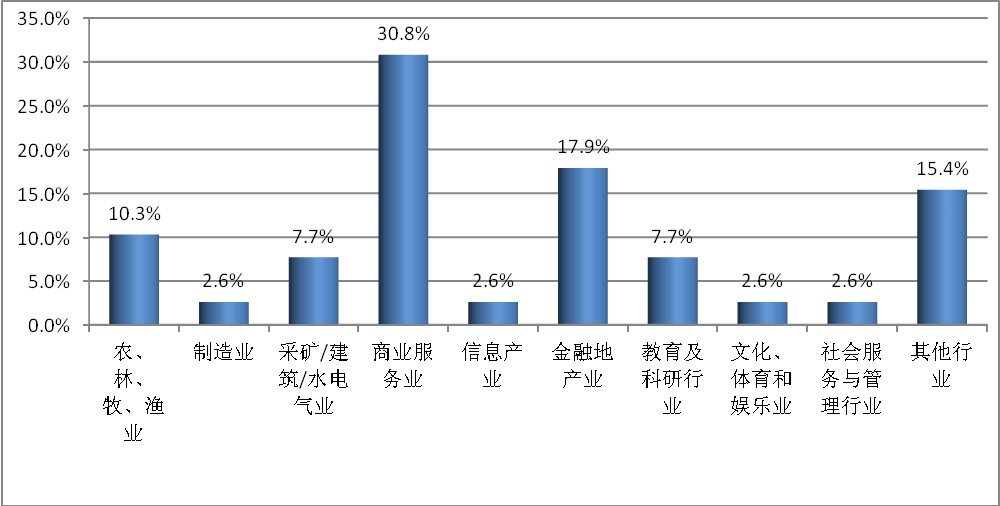 35.0%
30.0%
25.0%
20.0%
15.0%
10.0%
5.0%
0.0%
10.3%
2.6%
7.7%
30.8%
2.6%
17.9%
7.7%
2.6%
2.6%
15.4%
农、
林、
牧、渔
业
制造业
采矿/建
筑/水电
气业
商业服
务业
信息产
业
金融地
产业
教育及
科研行
业
文化、
体育和
娱乐业
社会服
务与管
理行业
其他行
业